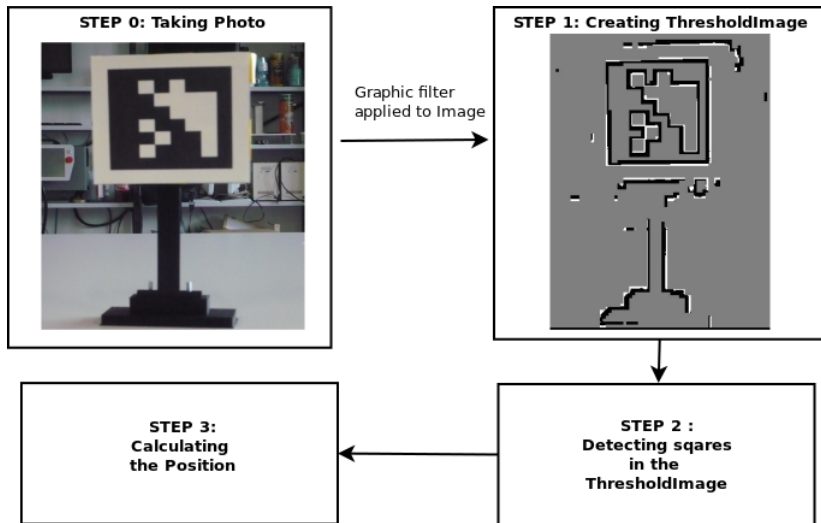 STEP 0: Taking Photo
Graphic filter
applied to Image
STEP 1: Creating ThresholdImage
STEP 2 :
Detecting sqares
in the
ThresholdImage
STEP 3:
Calculating
the Position